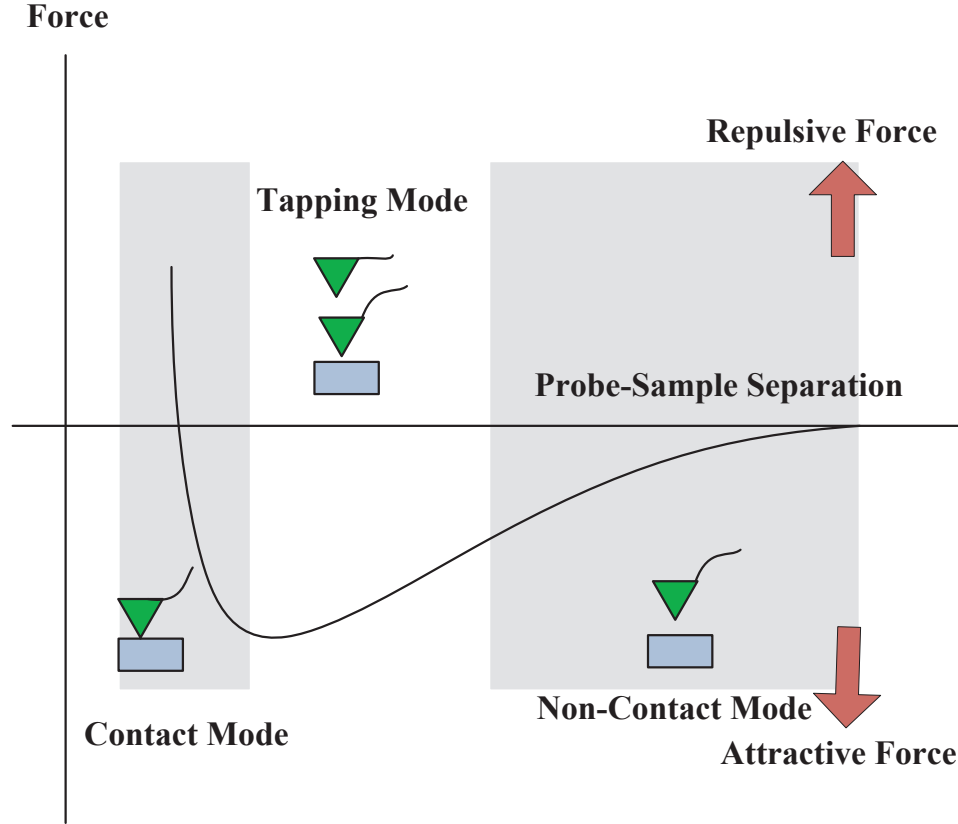 Force
Repulsive Force
Tapping Mode
Probe-Sample Separation
Non-Contact Mode
Contact Mode
Attractive Force